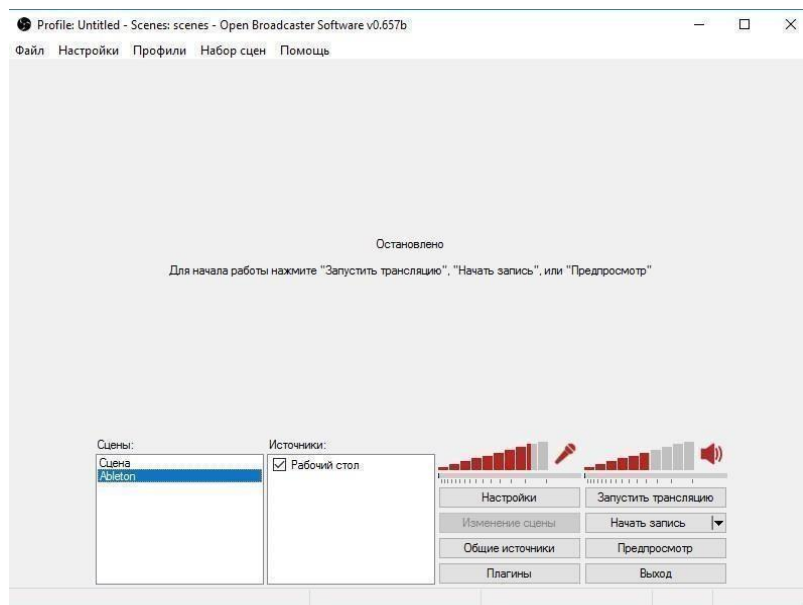 Profile: Untitled - Scenes: scenes - Open Broadcaster Software v0.657b
Файл Настройки Профили Набор сцен Помощь
Остановлено
Для начала работы нажмите "Запустить трансляцию", "Начать запись", или "Предпросмотр"
Сцены: Источники:
Сцена Рабочий стол
Ableton
Настройки Запустить трансляцию
Изменение сцены Начать запись
Общие источники Предпросмотр
Плагины Выход